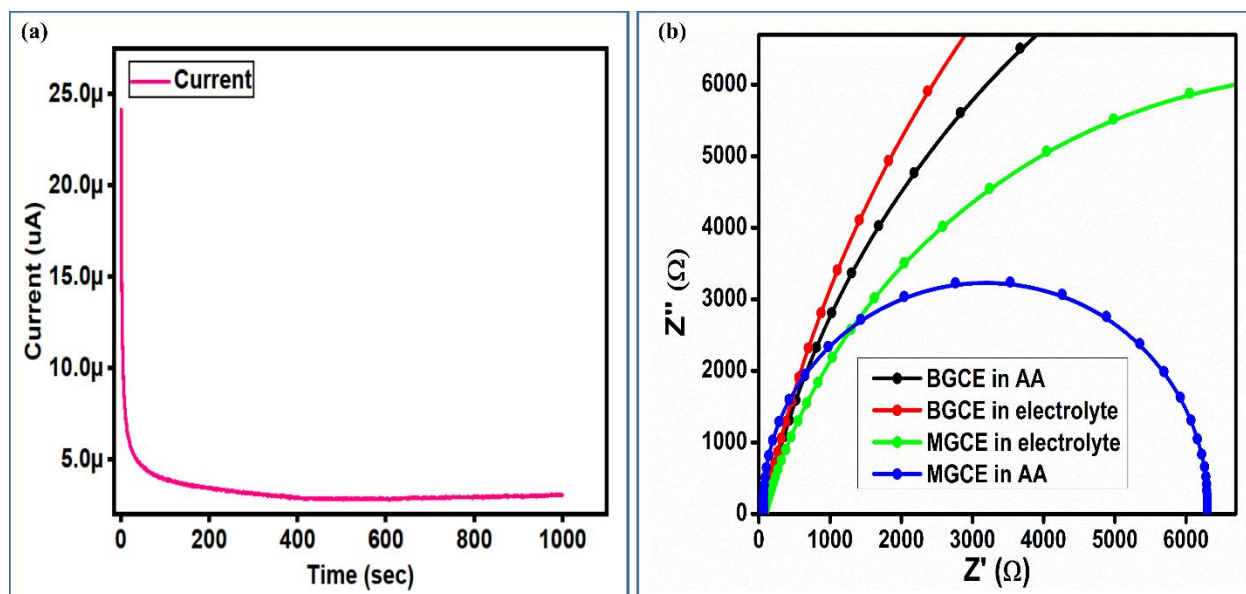 (a)
Current
25.0μ
20.0μ
15.0μ
10.0μ
5.0μ
Current (uA)
0
200
400
600
800
1000
Time (sec)
(b)
6000
5000
4000
3000
2000
1000
0
Z'' (Ω)
BGCE in AA
BGCE in electrolyte
MGCE in electrolyte
MGCE in AA
0
1000
2000
3000
4000
5000
6000
Z' (Ω)